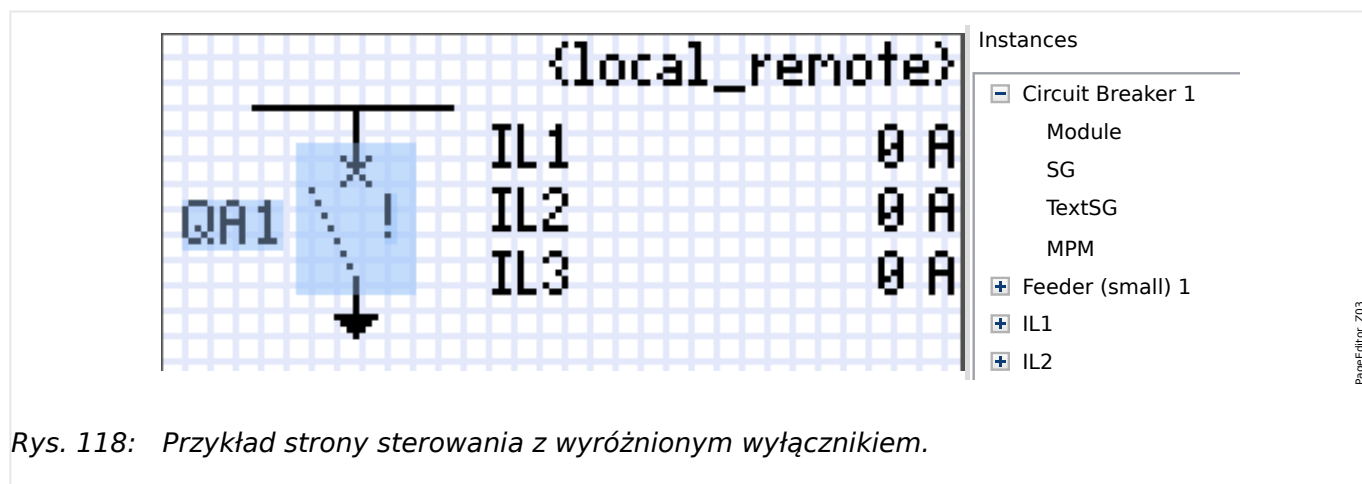 {local_remote}
IL1 0 A
QA1 ! IL2 0 A
IL3 0 A
Instances
Circuit Breaker 1
Module
SG
TextSG
MPM
Feeder (small) 1
IL1
IL2
PageEditor_Z03
Rys. 118: Przykład strony sterowania z wyróżnionym wyłącznikiem.